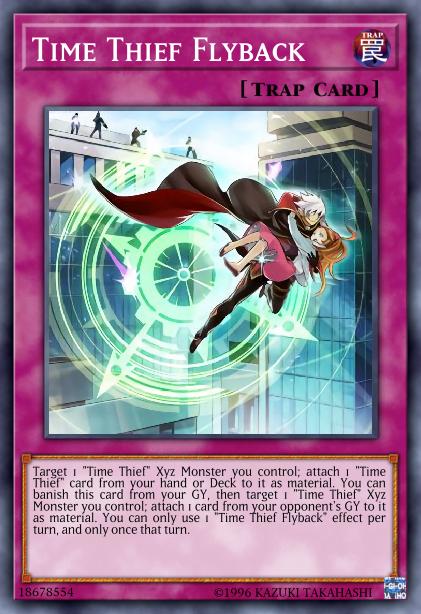 TIME THIEF FLYBACK
TRAP
罠
[TRAP CARD]
Target 1 "Time Thief" Xyz Monster you control; attach 1 "Time
Thief" card from your hand or Deck to it as material. You can
banish this card from your GY, then target 1 "Time Thief" Xyz
Monster you control; attach 1 card from your opponent's GY to it
as material. You can only use 1 "Time Thief Flyback" effect per
turn, and only once that turn.
18678554
©1996 KAZUKI TAKAHASHI